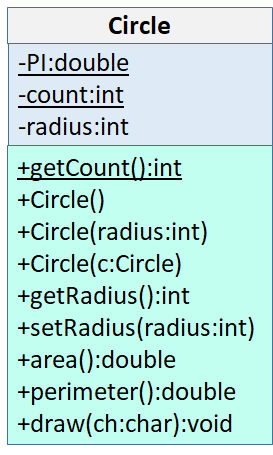 Circle
-PI:double
-count:int
-radius:int
+getCount():int
+Circle()
+Circle(radius:int)
+Circle(c:Circle)
+getRadius():int
+setRadius(radius:int)
+area():double
+perimeter():double
+draw(ch:char):void